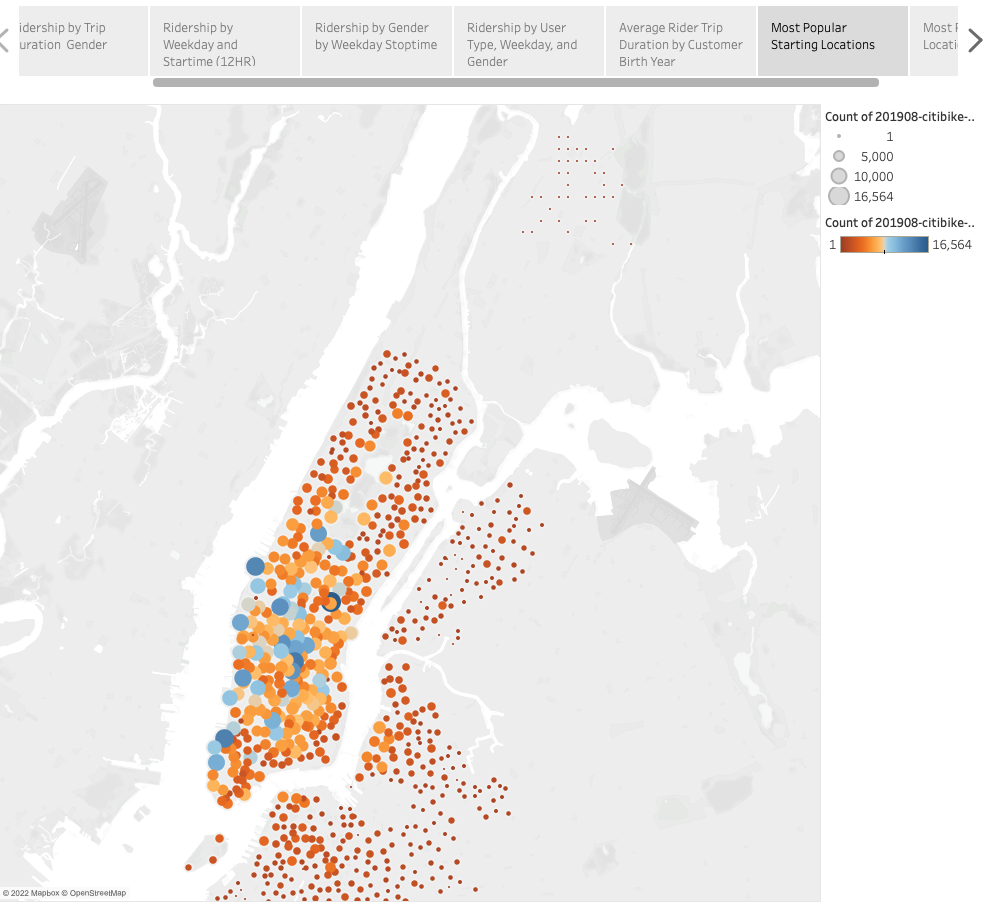 idership by Trip
uration Gender
Ridership by
Weekday and
Startime (12HR)
Ridership by Gender
by Weekday Stoptime
Ridership by User
Type, Weekday, and
Gender
Average Rider Trip
Duration by Customer
Birth Year
Most Popular
Starting Locations
Most F
Locati
Count of 201908-citibike-..
1
5,000
10,000
16,564
Count of 201908-citibike-..
1 16,564
© 2022 Mapbox © OpenStreetMap